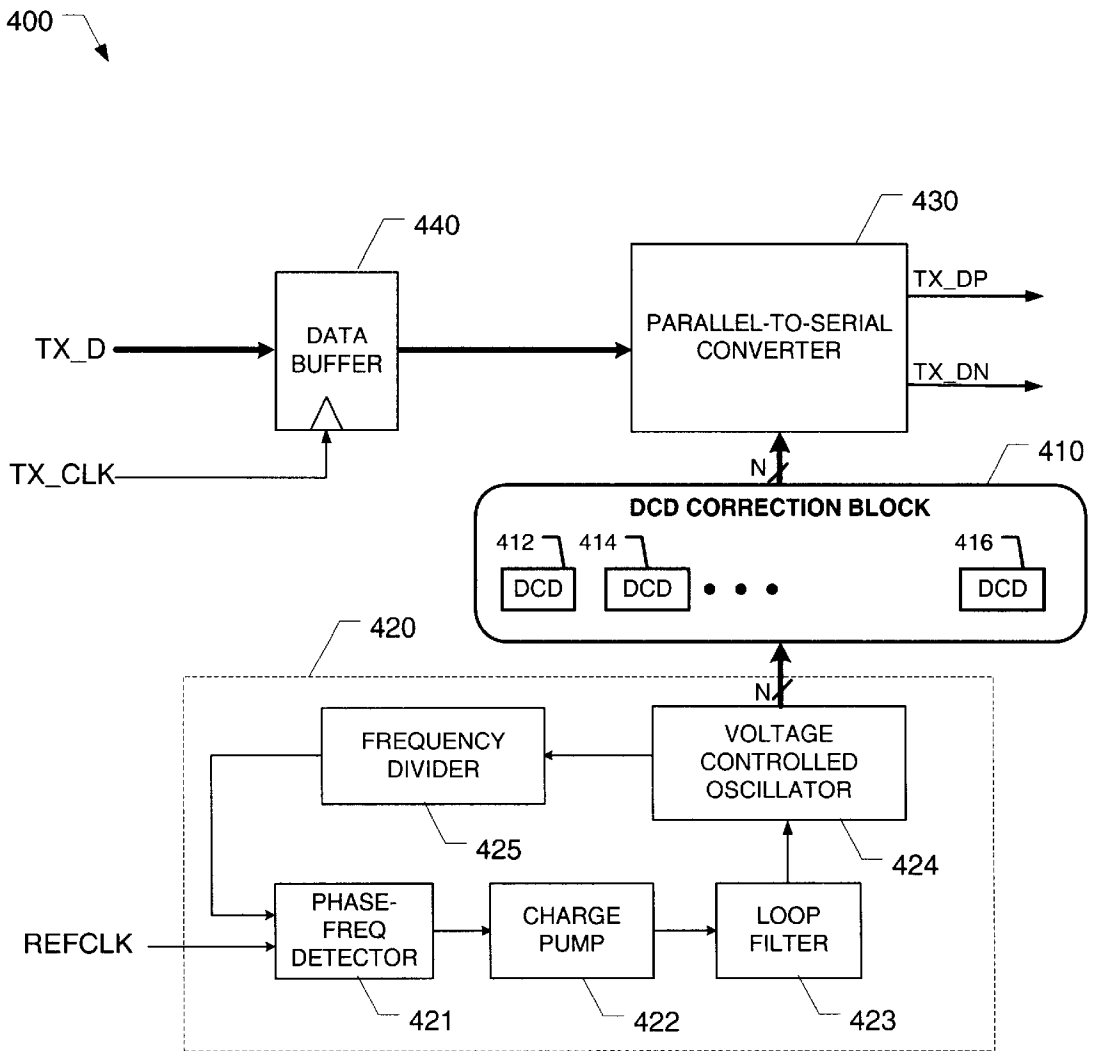 400
440
430
TX_D
DATA
BUFFER
TX_CLK
PARALLEL-TO-SERIAL
CONVERTER
TX_DP
TX_DN
N
410
DCD CORRECTION BLOCK
412
DCD
414
DCD
416
DCD
420
N
FREQUENCY
DIVIDER
425
VOLTAGE
CONTROLLED
OSCILLATOR
424
REFCLK
PHASE-
FREQ
DETECTOR
421
CHARGE
PUMP
422
LOOP
FILTER
423